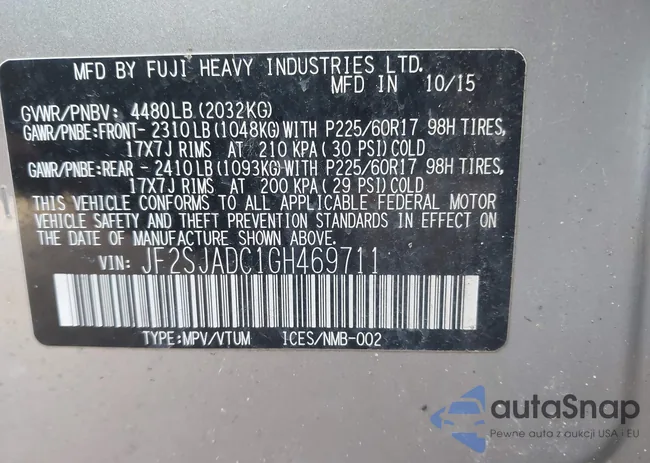 MFD BY FUJI HEAVY INDUSTRIES LTD.
MFD IN 10/15
GVWR/PNBV: 4480LB(2032KG)
GAWR/PNBE:FRONT- 2310LB(1048KG)WITH P225/60R17 98H TIRES,
17X7J RIMS AT 210 KPA( 30 PSI)COLD
GAWR/PNBE:REAR - 2410LB(1093KG)WITH P225/60R17 98H TIRES,
17X7J RIMS AT 200 KPA( 29 PSI)COLD
THIS VEHICLE CONFORMS TO ALL APPLICABLE FEDERAL MOTOR
VEHICLE SAFETY AND THEFT PREVENTION STANDARDS IN EFFECT ON
THE DATE OF MANUFACTURE SHOWN ABOVE.
VIN: JF2SJADC1GH469711
TYPE:MPV/VTUM ICES/NMB-002
autaSnap
Pewne auta z aukcji USA i EU